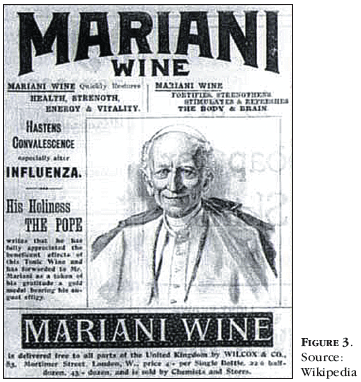 MARIANI
WINE
MARIANI WINE Quickly Restores
HEALTH, STRENGTH,
ENERGY & VITALITY.
MARIANI WINE
FORTIFIES, STRENGTHENS
STIMULATES & REFRESHES
THE BODY & BRAIN
HASTENS
CONVALESCENCE
especially after
INFLUENZA.
His Holiness
THE POPE
writes that he has
fully appreciated the
beneficent effects of
this Tonic Wine and
has forwarded to Mr.
Mariani as a token of
his gratitude a gold
medal bearing his au-
gust effigy.
MARIANI WINE
is delivered free to all parts of the United Kingdom by WILCOX & CO.,
83, Mortimer Street, London, W., price 4/- per Single Bottle, 22/6 half-
dozen, 45/- dozen, and is sold by Chemists and Stores.
FIGURE 3.
Source:
Wikipedia